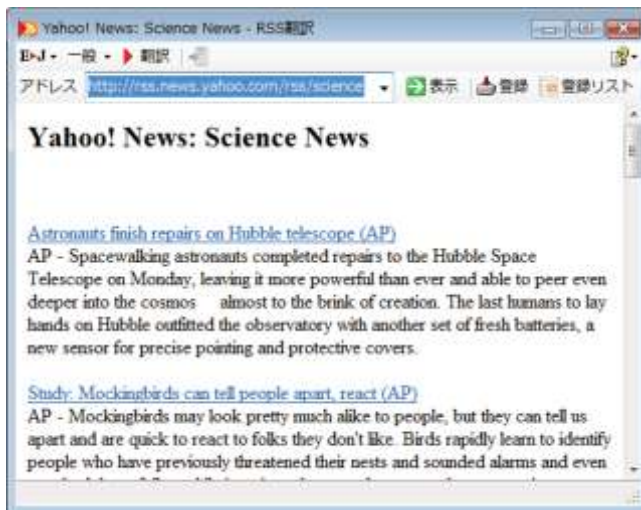 Yahoo! News: Science News - RSS翻訳
E▸J - 一般 - 翻訳
アドレス http://rss.news.yahoo.com/rss/science 表示 登録 登録リスト
Yahoo! News: Science News
Astronauts finish repairs on Hubble telescope (AP)
AP - Spacewalking astronauts completed repairs to the Hubble Space
Telescope on Monday, leaving it more powerful than ever and able to peer even
deeper into the cosmos almost to the brink of creation. The last humans to lay
hands on Hubble outfitted the observatory with another set of fresh batteries, a
new sensor for precise pointing and protective covers.
Study: Mockingbirds can tell people apart, react (AP)
AP - Mockingbirds may look pretty much alike to people, but they can tell us
apart and are quick to react to folks they don't like. Birds rapidly learn to identify
people who have previously threatened their nests and sounded alarms and even